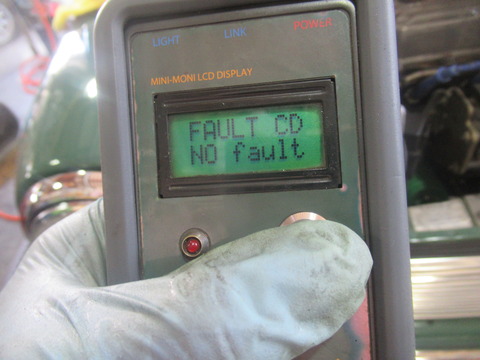 LIGHT LINK POWER
MINI-MONI LCD DISPLAY
FAULT CD
NO fault